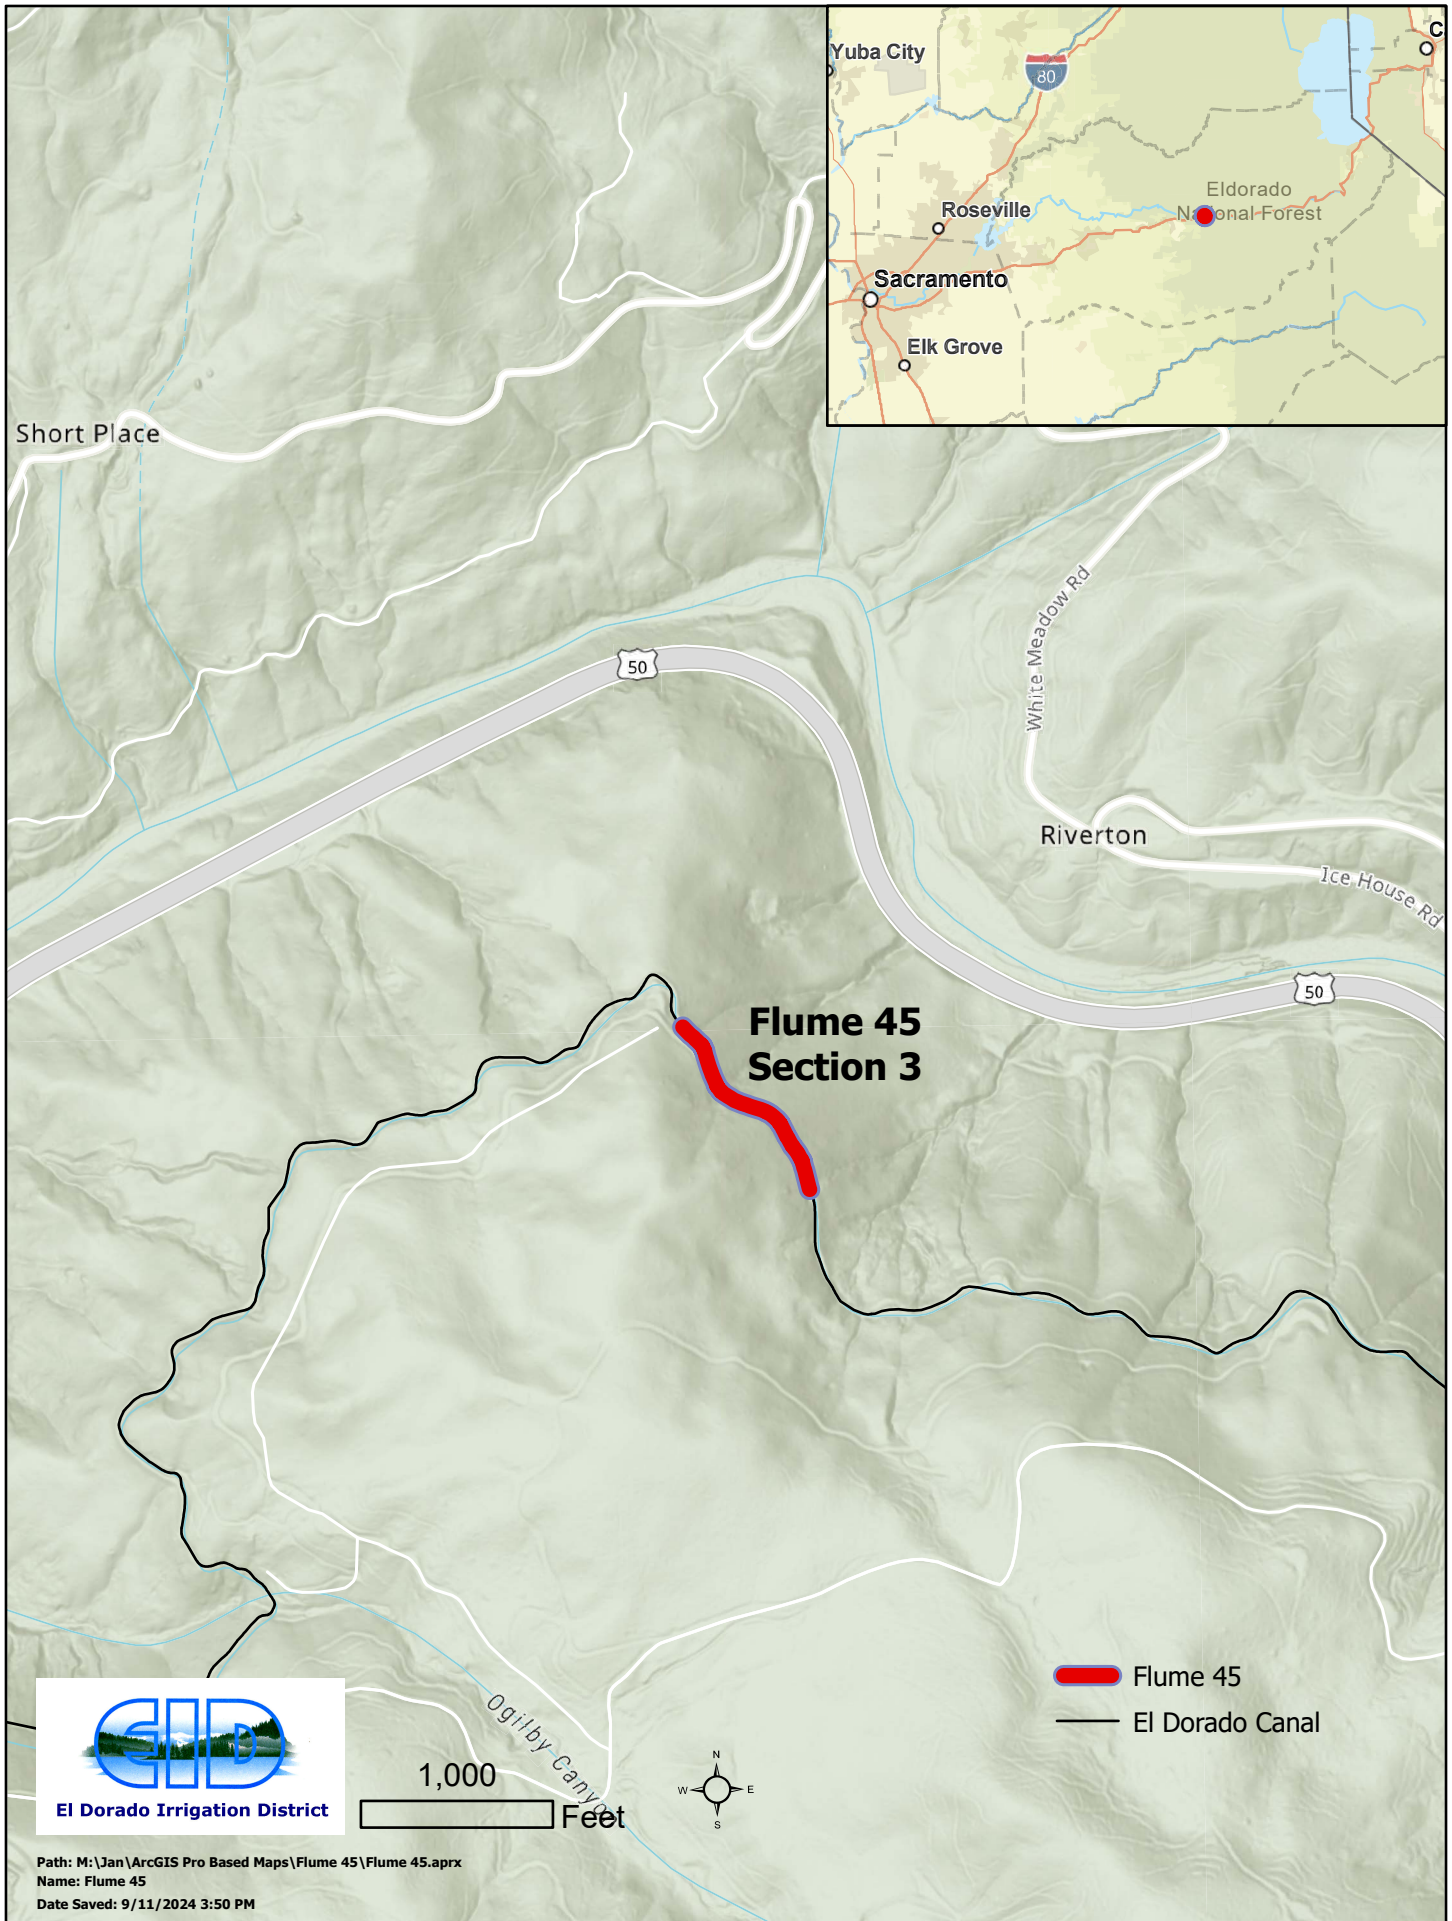 Yuba City
80
C
Eldorado
National Forest
Roseville
Sacramento
Elk Grove
Short Place
White Meadow Rd
50
Riverton
Ice House Rd
50
Flume 45
Section 3
Flume 45
El Dorado Canal
Ogilby Canyon
EID
El Dorado Irrigation District
1,000
Feet
N
W E
S
Path: M:\Jan\ArcGIS Pro Based Maps\Flume 45\Flume 45.aprx
Name: Flume 45
Date Saved: 9/11/2024 3:50 PM